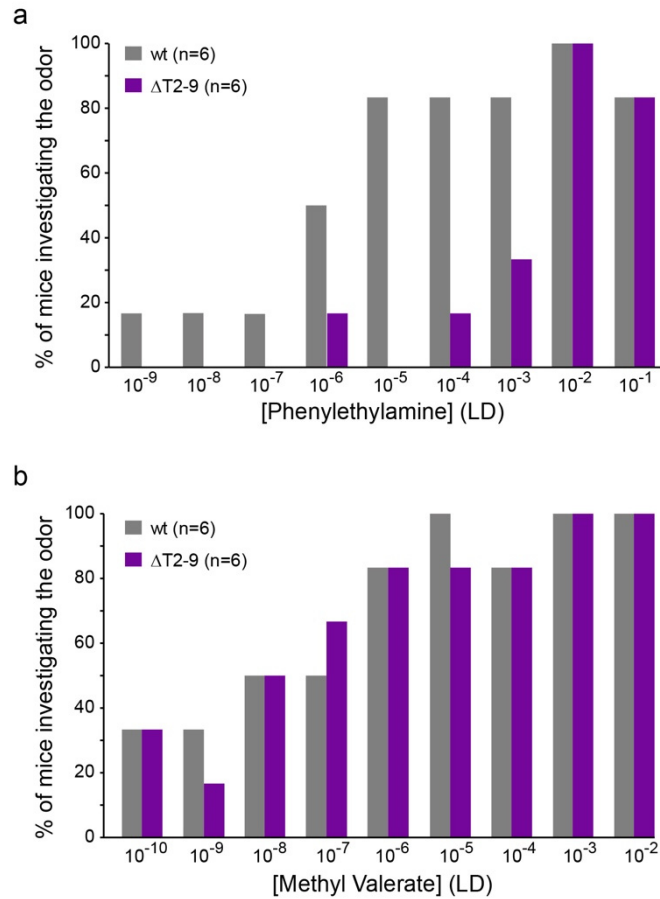 a
wt (n=6)
ΔT2-9 (n=6)
% of mice investigating the odor
100
80
60
40
20
0
10⁻⁹ 10⁻⁸ 10⁻⁷ 10⁻⁶ 10⁻⁵ 10⁻⁴ 10⁻³ 10⁻² 10⁻¹
[Phenylethylamine] (LD)
b
wt (n=6)
ΔT2-9 (n=6)
% of mice investigating the odor
100
80
60
40
20
0
10⁻¹⁰ 10⁻⁹ 10⁻⁸ 10⁻⁷ 10⁻⁶ 10⁻⁵ 10⁻⁴ 10⁻³ 10⁻²
[Methyl Valerate] (LD)